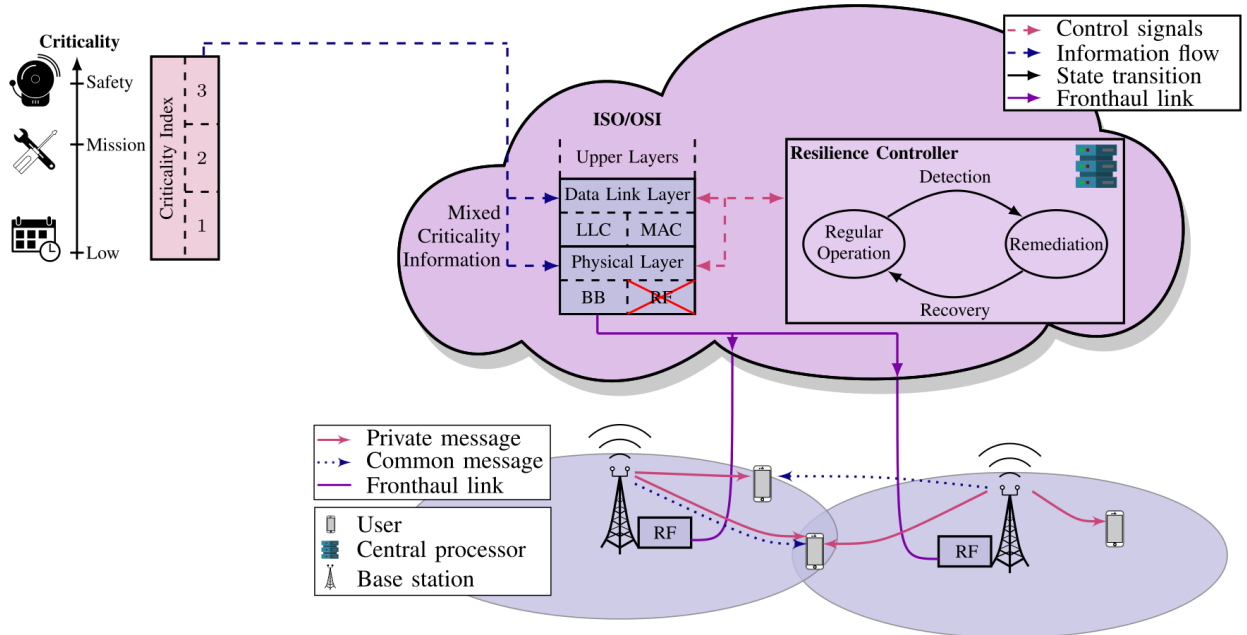 Criticality
Safety
Mission
Low
Criticality Index
3
2
1
Control signals
Information flow
State transition
Fronthaul link
ISO/OSI
Upper Layers
Data Link Layer
LLC
MAC
Physical Layer
BB
RF
Mixed
Criticality
Information
Resilience Controller
Detection
Regular
Operation
Remediation
Recovery
Private message
Common message
Fronthaul link
User
Central processor
Base station
RF
RF